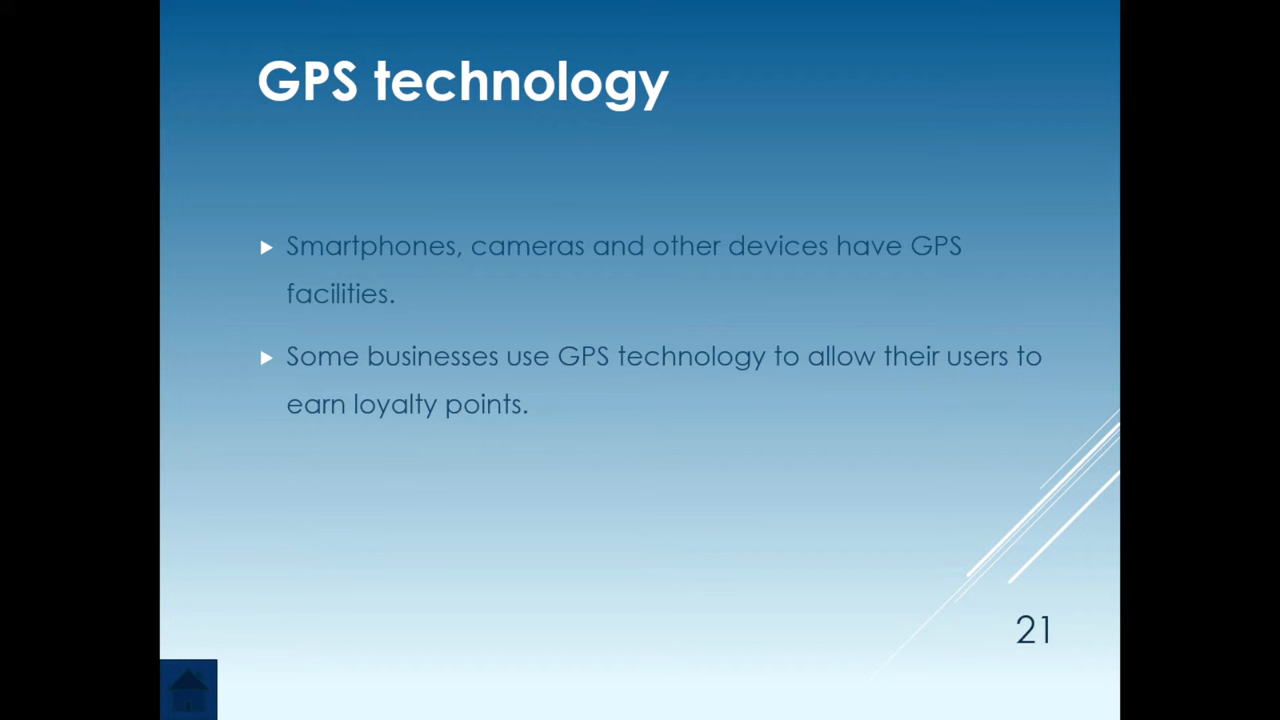 GPS technology
Smartphones, cameras and other devices have GPS
facilities.
Some businesses use GPS technology to allow their users to
earn loyalty points.
21